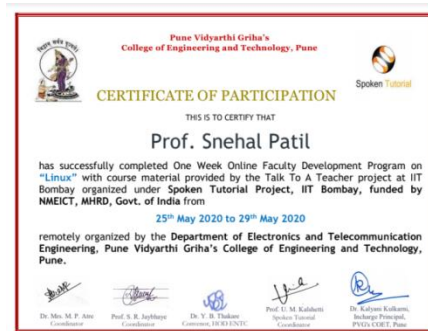 Pune Vidyarthi Griha's
College of Engineering and Technology, Pune
Spoken Tutorial
CERTIFICATE OF PARTICIPATION
THIS IS TO CERTIFY THAT
Prof. Snehal Patil
has successfully completed One Week Online Faculty Development Program on
"Linux" with course material provided by the Talk To A Teacher project at IIT
Bombay organized under Spoken Tutorial Project, IIT Bombay, funded by
NMEICT, MHRD, Govt. of India from
25th May 2020 to 29th May 2020
remotely organized by the Department of Electronics and Telecommunication
Engineering, Pune Vidyarthi Griha's College of Engineering and Technology,
Pune.
Dr. Mrs. M. P. Atre
Coordinator
Prof. S. R. Jaybhaye
Coordinator
Dr. Y. B. Thakare
Convenor, HOD ENTC
Prof. U. M. Kalshetti
Spoken Tutorial
Coordinator
Dr. Kalyani Kulkarni,
Incharge Principal,
PVG's COET, Pune